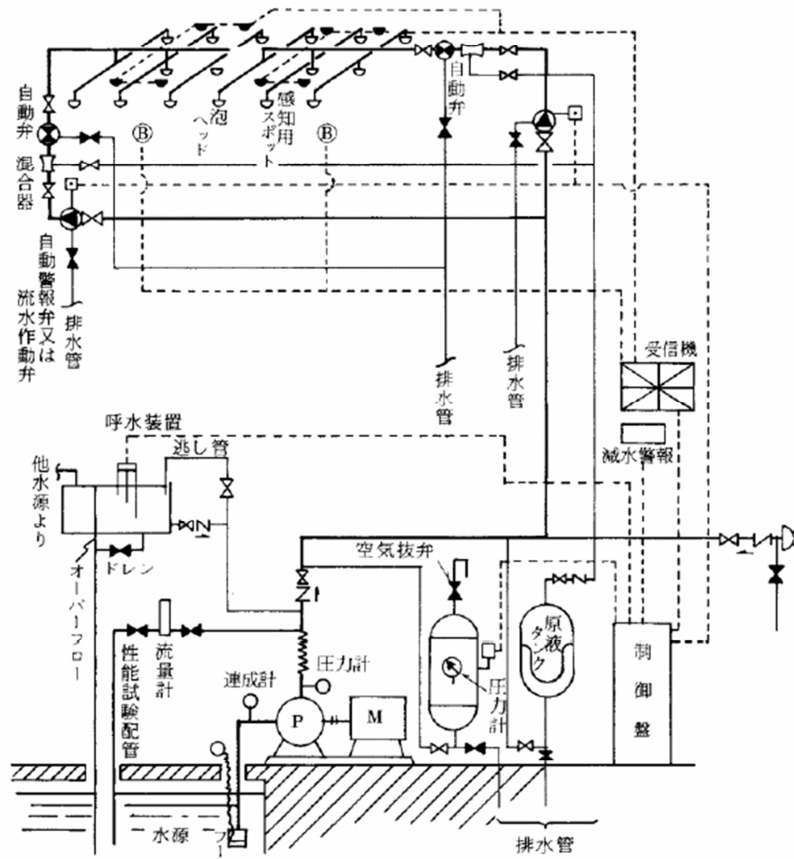 自動弁
自動弁
混合器
Ⓑ
泡ヘッド
感知用スポット
Ⓑ
自動警報弁又は
流水作動弁
排水管
排水管
排水管
受信機
減水警報
呼水装置
逃し管
他水源より
オーバーフロー
ドレン
空気抜弁
性能試験配管
流量計
連成計
圧力計
P
M
圧力計
原液タンク
制御盤
水源
フー
排水管